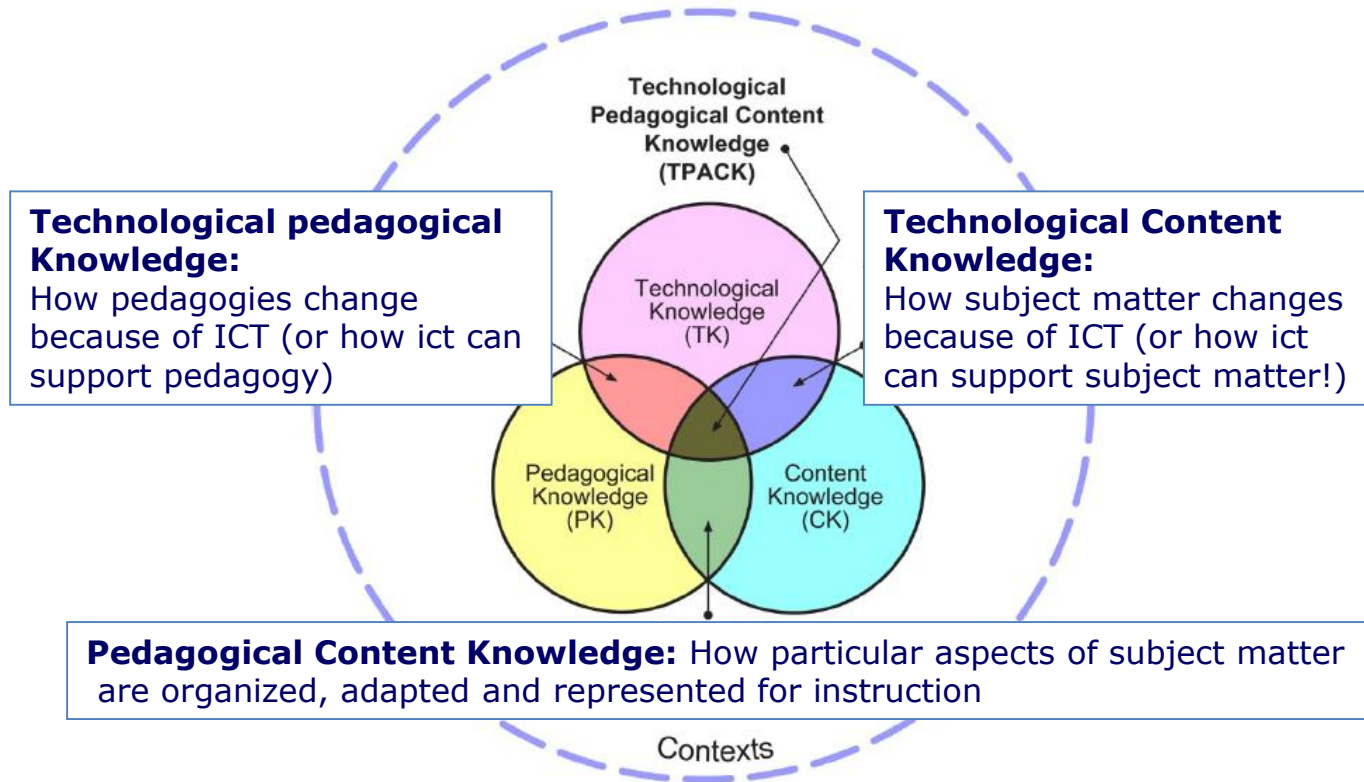 Technological
Pedagogical Content
Knowledge
(TPACK)
Technological pedagogical
Knowledge:
How pedagogies change
because of ICT (or how ict can
support pedagogy)
Technological Content
Knowledge:
How subject matter changes
because of ICT (or how ict
can support subject matter!)
Technological
Knowledge
(TK)
Pedagogical
Knowledge
(PK)
Content
Knowledge
(CK)
Pedagogical Content Knowledge: How particular aspects of subject matter
are organized, adapted and represented for instruction
Contexts